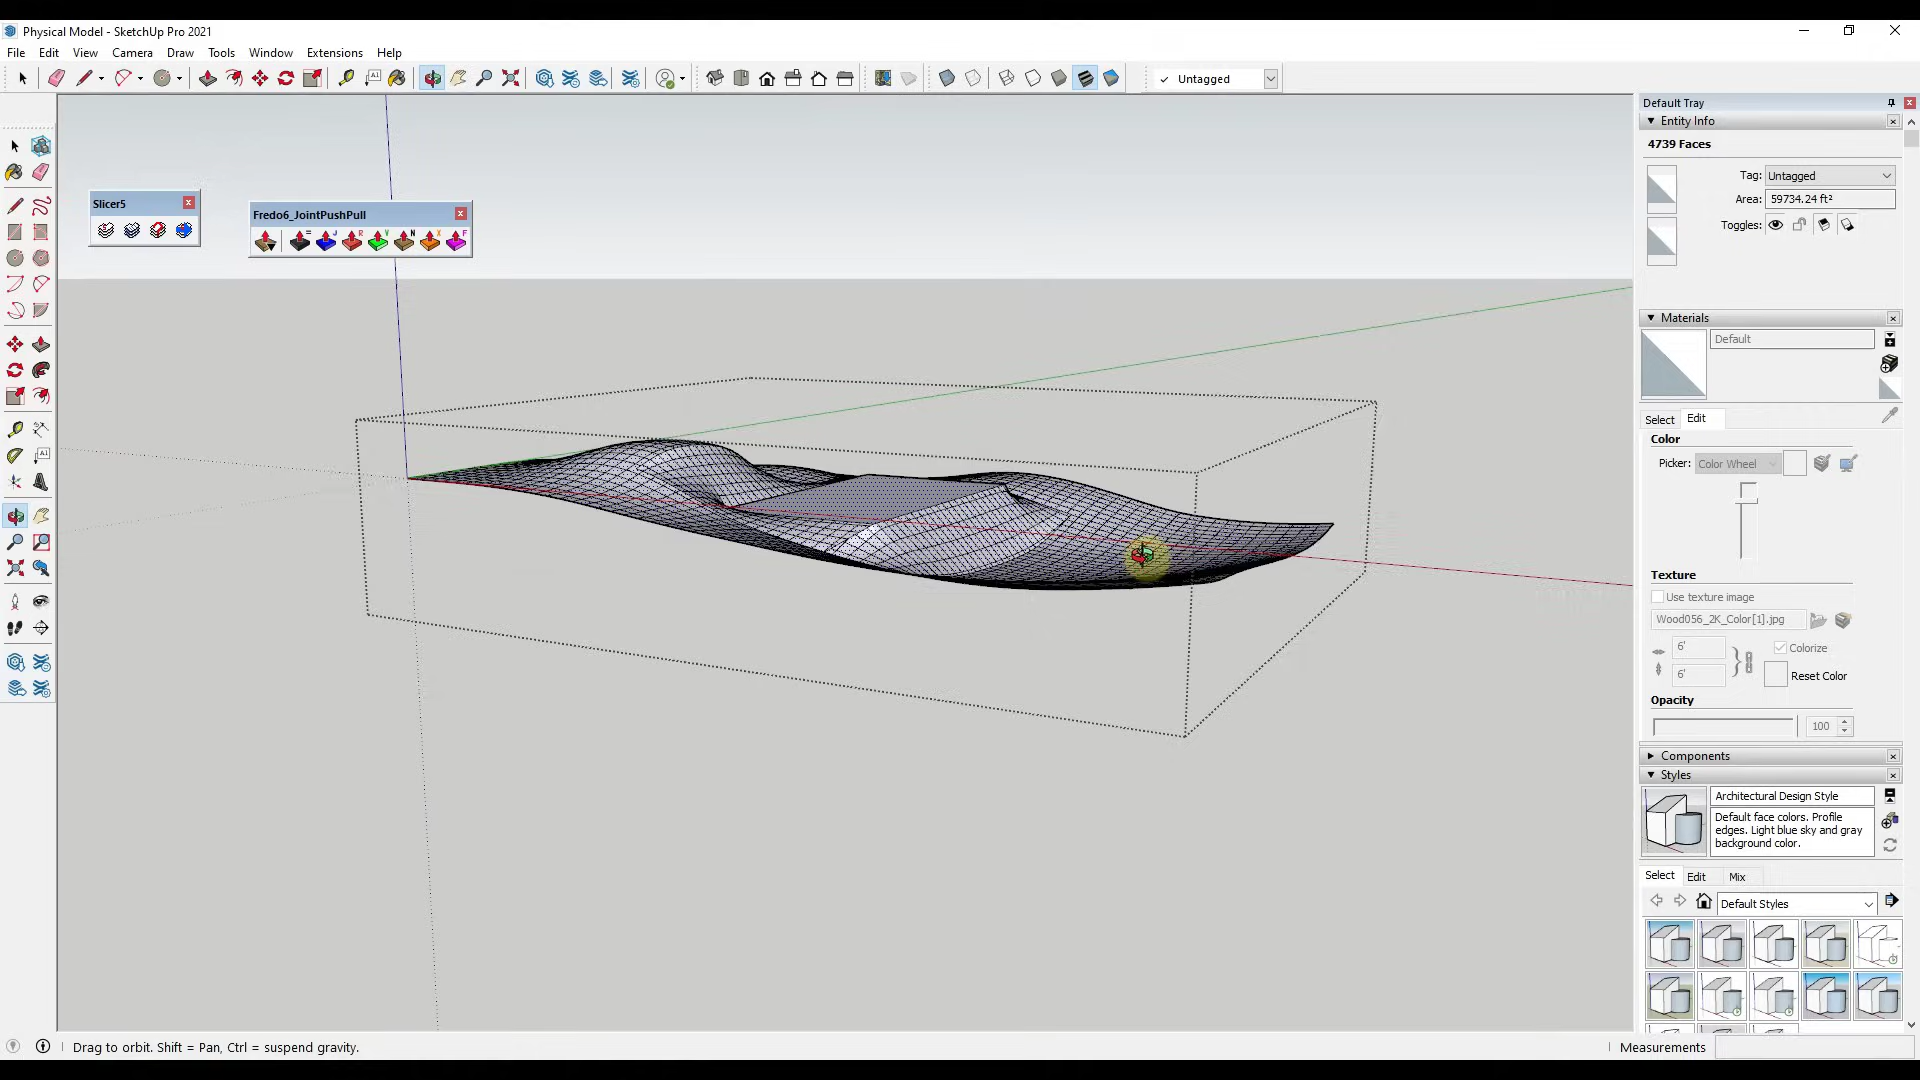 Physical Model - SketchUp Pro 2021
File Edit View Camera Draw Tools Window Extensions Help
Untagged
Default Tray
Entity Info
4739 Faces
Tag: Untagged
Area: 59734.24 ft²
Toggles:
Slicer5
Fredo6_JointPushPull
Materials
Default
Select Edit
Color
Picker: Color Wheel
Texture
Use texture image
Wood056_2K_Color[1].jpg
6' Colorize
6' Reset Color
Opacity
100
Components
Styles
Architectural Design Style
Default face colors. Profile
edges. Light blue sky and gray
background color.
Select Edit Mix
Default Styles
Drag to orbit. Shift = Pan, Ctrl = suspend gravity.
Measurements